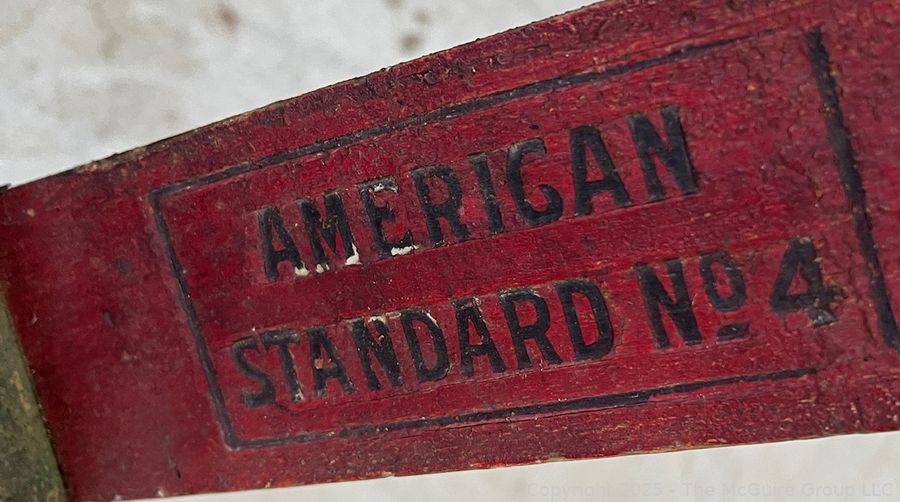 AMERICAN
STANDARD Nº 4
Copyright 2025 - The McGuire Group LLC